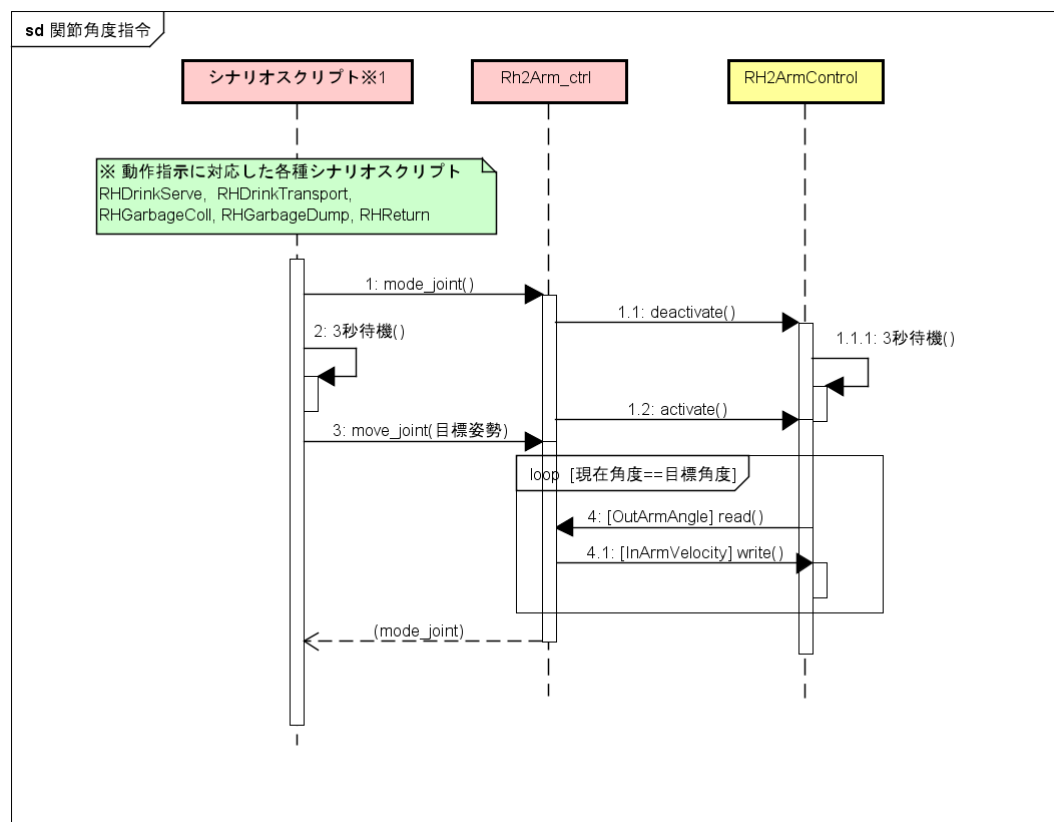 sd 関節角度指令
シナリオスクリプト※1
Rh2Arm_ctrl
RH2ArmControl
※ 動作指示に対応した各種シナリオスクリプト
RHDrinkServe, RHDrinkTransport,
RHGarbageColl, RHGarbageDump, RHReturn
1: mode_joint()
1.1: deactivate()
2: 3秒待機()
1.1.1: 3秒待機()
1.2: activate()
3: move_joint(目標姿勢)
loop [現在角度==目標角度]
4: [OutArmAngle] read()
4.1: [InArmVelocity] write()
(mode_joint)